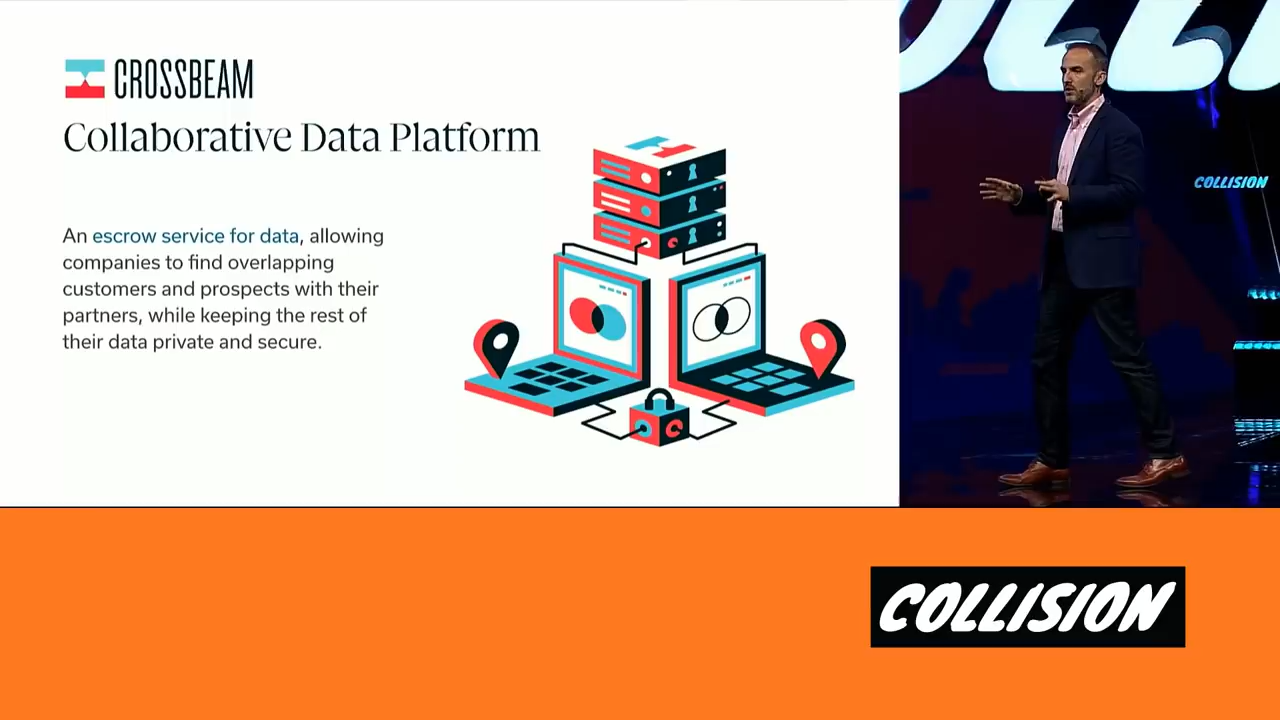 CROSSBEAM
Collaborative Data Platform
An escrow service for data, allowing
companies to find overlapping
customers and prospects with their
partners, while keeping the rest of
their data private and secure.
COLLISION
COLLISION